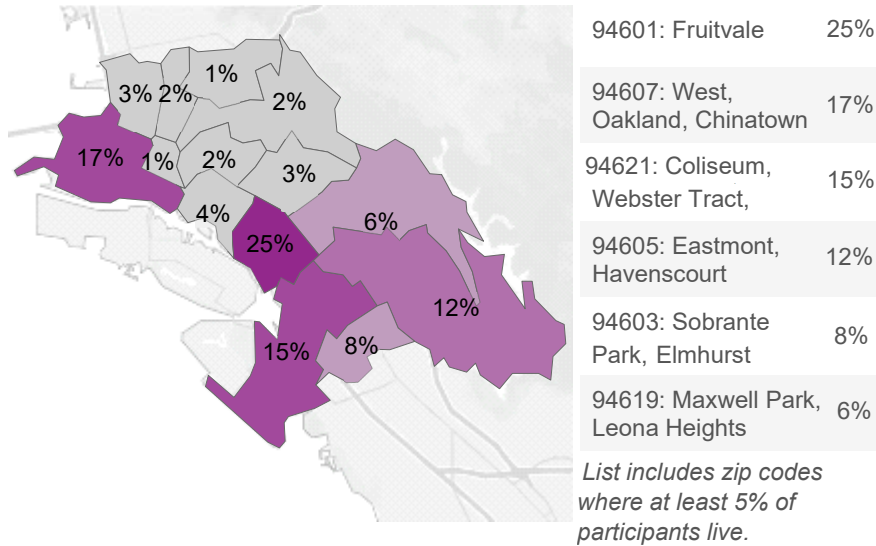 1%
3% 2%
2%
17% 1% 2%
3%
4%
6%
25%
12%
15% 8%
94601: Fruitvale 25%
94607: West,
Oakland, Chinatown 17%
94621: Coliseum, 15%
Webster Tract,
94605: Eastmont, 12%
Havenscourt
94603: Sobrante 8%
Park, Elmhurst
94619: Maxwell Park, 6%
Leona Heights
List includes zip codes
where at least 5% of
participants live.